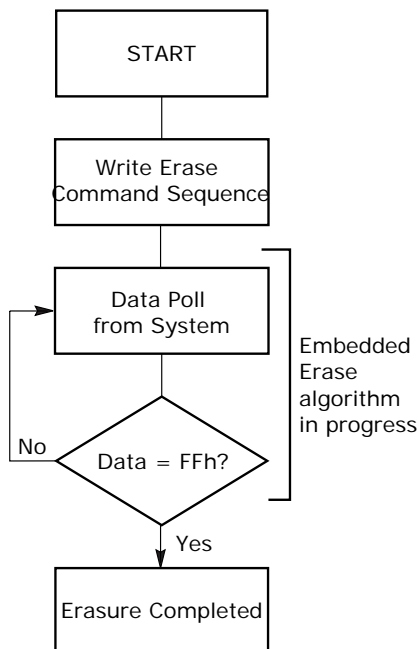 START
Write Erase
Command Sequence
Data Poll
from System
Embedded
Erase
algorithm
in progress
No
Data = FFh?
Yes
Erasure Completed